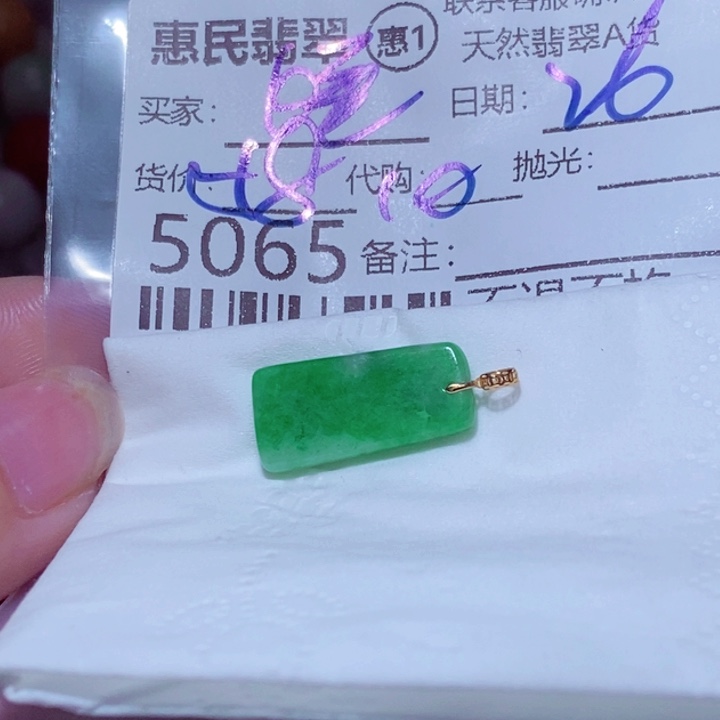 惠民翡翠 惠1
天然翡翠A货
买家：
日期：26
货价：
代购：10
抛光：
5065 备注：